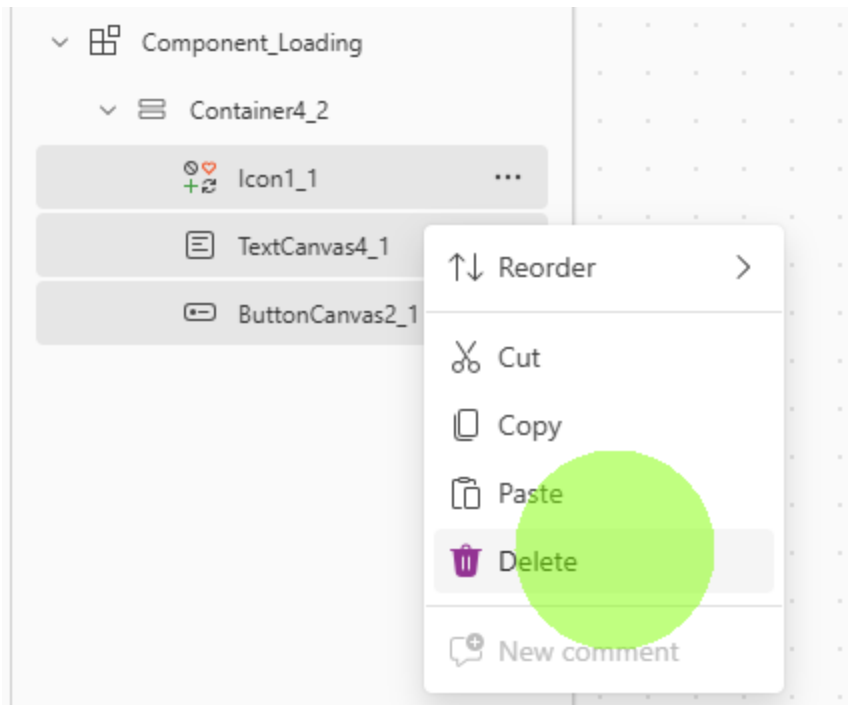 Component_Loading
Container4_2
Icon1_1
TextCanvas4_1
ButtonCanvas2_1
Reorder
Cut
Copy
Paste
Delete
New comment